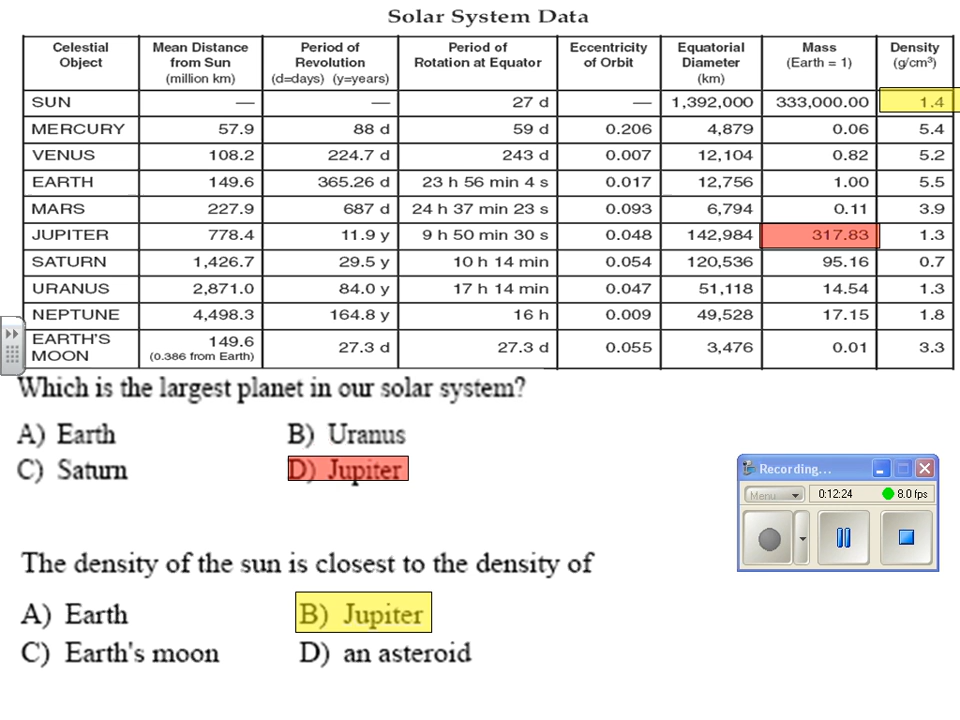 Solar System Data
Celestial Object | Mean Distance from Sun (million km) | Period of Revolution (d=days) (y=years) | Period of Rotation at Equator | Eccentricity of Orbit | Equatorial Diameter (km) | Mass (Earth = 1) | Density (g/cm³)
SUN | — | — | 27 d | — | 1,392,000 | 333,000.00 | 1.4
MERCURY | 57.9 | 88 d | 59 d | 0.206 | 4,879 | 0.06 | 5.4
VENUS | 108.2 | 224.7 d | 243 d | 0.007 | 12,104 | 0.82 | 5.2
EARTH | 149.6 | 365.26 d | 23 h 56 min 4 s | 0.017 | 12,756 | 1.00 | 5.5
MARS | 227.9 | 687 d | 24 h 37 min 23 s | 0.093 | 6,794 | 0.11 | 3.9
JUPITER | 778.4 | 11.9 y | 9 h 50 min 30 s | 0.048 | 142,984 | 317.83 | 1.3
SATURN | 1,426.7 | 29.5 y | 10 h 14 min | 0.054 | 120,536 | 95.16 | 0.7
URANUS | 2,871.0 | 84.0 y | 17 h 14 min | 0.047 | 51,118 | 14.54 | 1.3
NEPTUNE | 4,498.3 | 164.8 y | 16 h | 0.009 | 49,528 | 17.15 | 1.8
EARTH'S MOON | 149.6 (0.386 from Earth) | 27.3 d | 27.3 d | 0.055 | 3,476 | 0.01 | 3.3
Which is the largest planet in our solar system?
A) Earth B) Uranus
C) Saturn D) Jupiter
Recording...
Menu 0:12:24 8.0 fps
The density of the sun is closest to the density of
A) Earth B) Jupiter
C) Earth's moon D) an asteroid